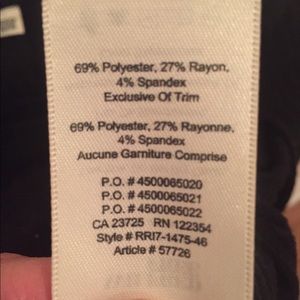 69% Polyester, 27% Rayon,
4% Spandex
Exclusive Of Trim
69% Polyester, 27% Rayonne,
4% Spandex
Aucune Garniture Comprise
P.O. # 4500065020
P.O. # 4500065021
P.O. # 4500065022
CA 23725 RN 122354
Style # RRI7-1475-46
Article # 57726